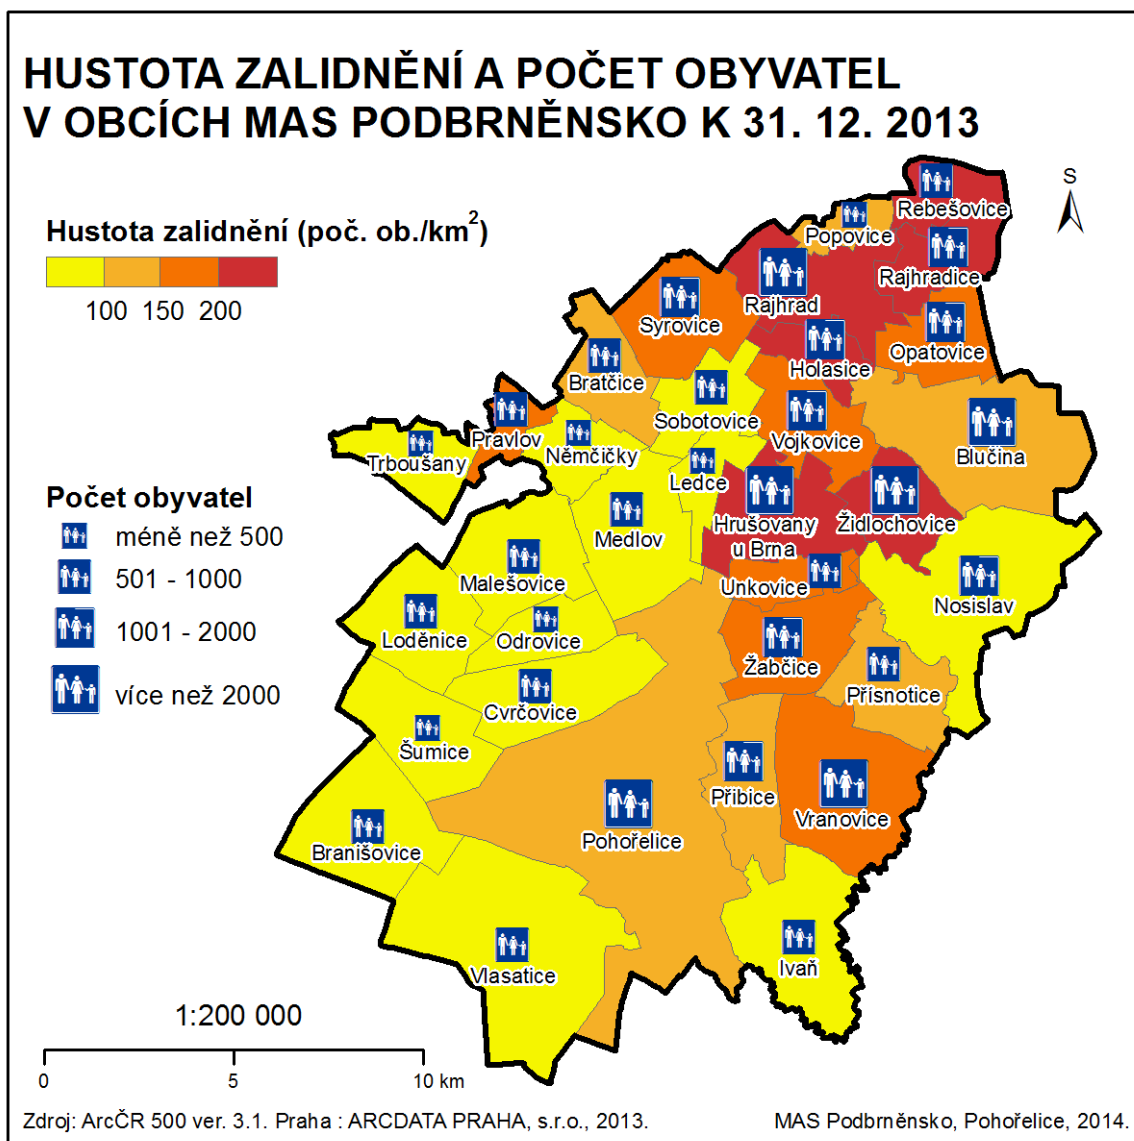 HUSTOTA ZALIDNĚNÍ A POČET OBYVATEL
V OBCÍCH MAS PODBRNĚNSKO K 31. 12. 2013
S
Hustota zalidnění (poč. ob./km²)
100 150 200
Rebešovice
Popovice
Rajhradice
Rajhrad
Syrovice
Opatovice
Holasice
Bratčice
Sobotovice
Vojkovice
Pravlov
Němčičky
Blučina
Trboušany
Ledce
Počet obyvatel
méně než 500
501 - 1000
1001 - 2000
více než 2000
Hrušovany
u Brna
Židlochovice
Medlov
Malešovice
Unkovice
Nosislav
Loděnice
Odrovice
Žabčice
Přísnotice
Cvrčovice
Šumice
Přibice
Vranovice
Pohořelice
Branišovice
Vlasatice
Ivaň
1:200 000
0 5 10 km
Zdroj: ArcČR 500 ver. 3.1. Praha : ARCDATA PRAHA, s.r.o., 2013.
MAS Podbrněnsko, Pohořelice, 2014.